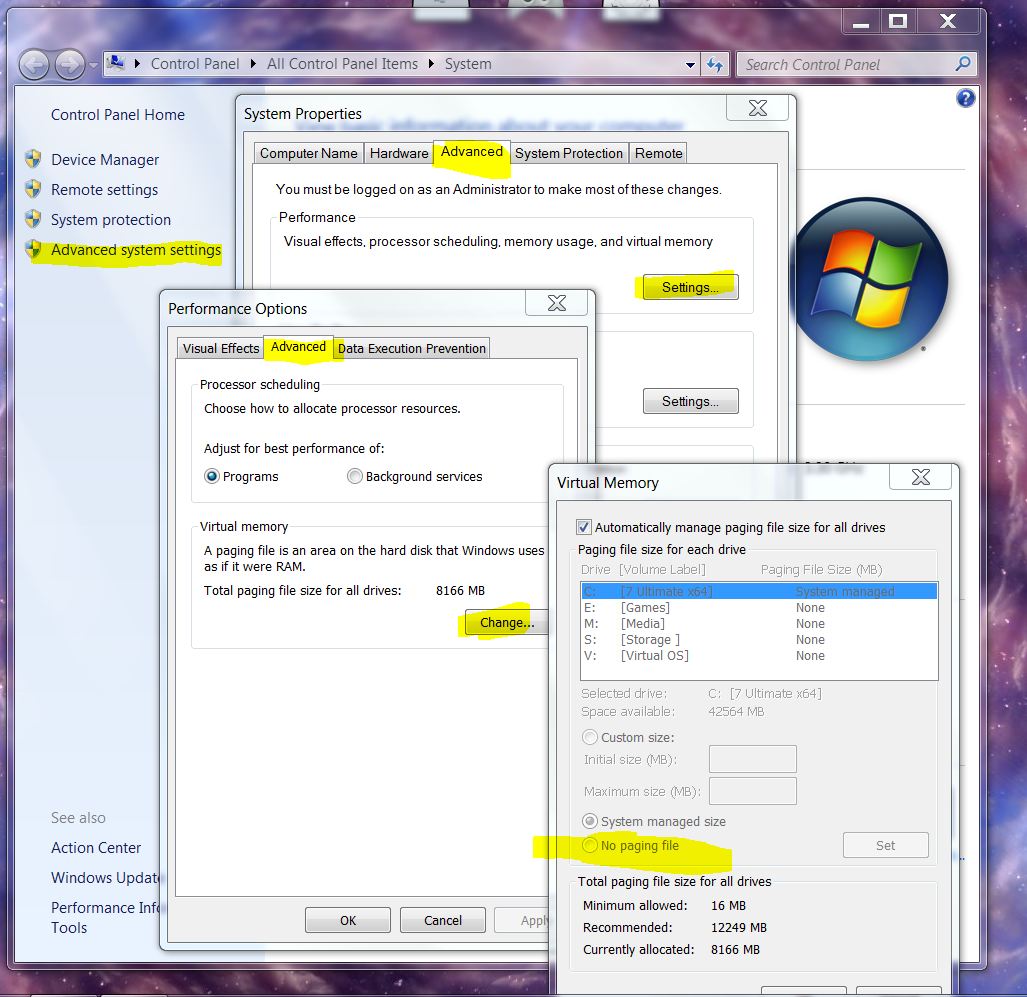 Control Panel
All Control Panel Items
System
Search Control Panel
Control Panel Home
Device Manager
Remote settings
System protection
Advanced system settings
See also
Action Center
Windows Update
Performance Info
Tools
System Properties
Computer Name
Hardware
Advanced
System Protection
Remote
You must be logged on as an Administrator to make most of these changes.
Performance
Visual effects, processor scheduling, memory usage, and virtual memory
Settings...
Settings...
Performance Options
Visual Effects
Advanced
Data Execution Prevention
Processor scheduling
Choose how to allocate processor resources.
Adjust for best performance of:
Programs
Background services
Virtual memory
A paging file is an area on the hard disk that Windows uses
as if it were RAM.
Total paging file size for all drives: 8166 MB
Change...
OK
Cancel
Apply
Virtual Memory
Automatically manage paging file size for all drives
Paging file size for each drive
Drive [Volume Label] Paging File Size (MB)
C: [7 Ultimate x64] System managed
E: [Games] None
M: [Media] None
S: [Storage ] None
V: [Virtual OS] None
Selected drive: C: [7 Ultimate x64]
Space available: 42564 MB
Custom size:
Initial size (MB):
Maximum size (MB):
System managed size
No paging file
Set
Total paging file size for all drives
Minimum allowed: 16 MB
Recommended: 12249 MB
Currently allocated: 8166 MB